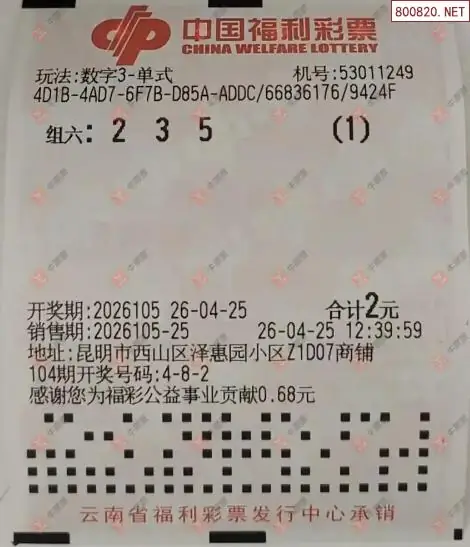 800820.NET
中国福利彩票
CHINA WELFARE LOTTERY
玩法:数字3-单式 机号:53011249
4D1B-4AD7-6F7B-D85A-ADDC/66836176/9424F
组六: 2 3 5 (1)
开奖期:2026105 26-04-25 合计2元
销售期:2026105-25 26-04-25 12:39:59
地址:昆明市西山区泽惠园小区Z1D07商铺
104期开奖号码:4-8-2
感谢您为福彩公益事业贡献0.68元
云南省福利彩票发行中心承销